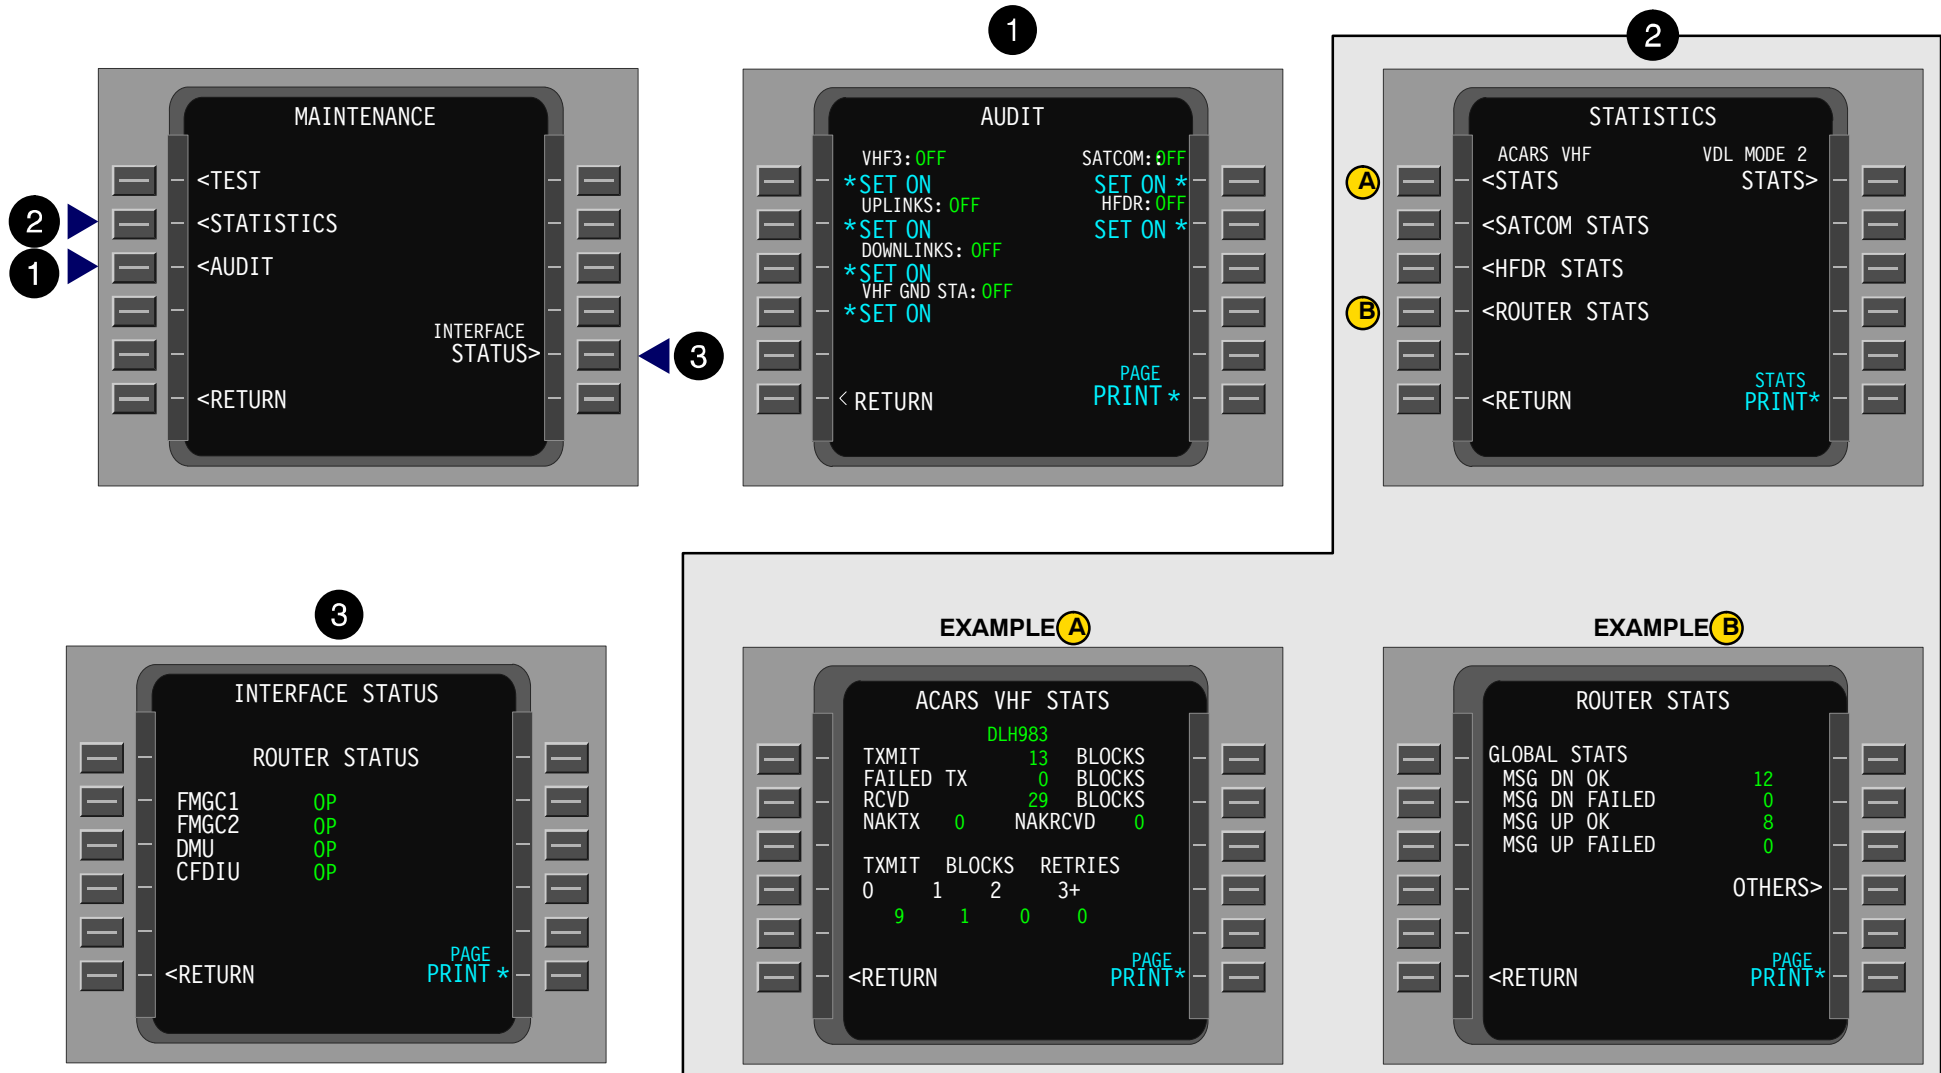 1
2
MAINTENANCE
<TEST
2
<STATISTICS
1
<AUDIT
INTERFACE
STATUS>
3
<RETURN
AUDIT
VHF3: OFF
SATCOM: :OFF
*SET ON
SET ON *
UPLINKS: OFF
HFDR: OFF
*SET ON
SET ON *
DOWNLINKS: OFF
*SET ON
VHF GND STA: OFF
*SET ON
PAGE
< RETURN
PRINT *
STATISTICS
ACARS VHF
VDL MODE 2
A
<STATS
STATS>
<SATCOM STATS
<HFDR STATS
B
<ROUTER STATS
STATS
<RETURN
PRINT*
3
INTERFACE STATUS
ROUTER STATUS
FMGC1 OP
FMGC2 OP
DMU OP
CFDIU OP
PAGE
<RETURN
PRINT *
EXAMPLE A
ACARS VHF STATS
DLH983
TXMIT 13 BLOCKS
FAILED TX 0 BLOCKS
RCVD 29 BLOCKS
NAKTX 0 NAKRCVD 0
TXMIT BLOCKS RETRIES
0 1 2 3+
9 1 0 0
PAGE
<RETURN
PRINT*
EXAMPLE B
ROUTER STATS
GLOBAL STATS
MSG DN OK 12
MSG DN FAILED 0
MSG UP OK 8
MSG UP FAILED 0
OTHERS>
PAGE
<RETURN
PRINT*